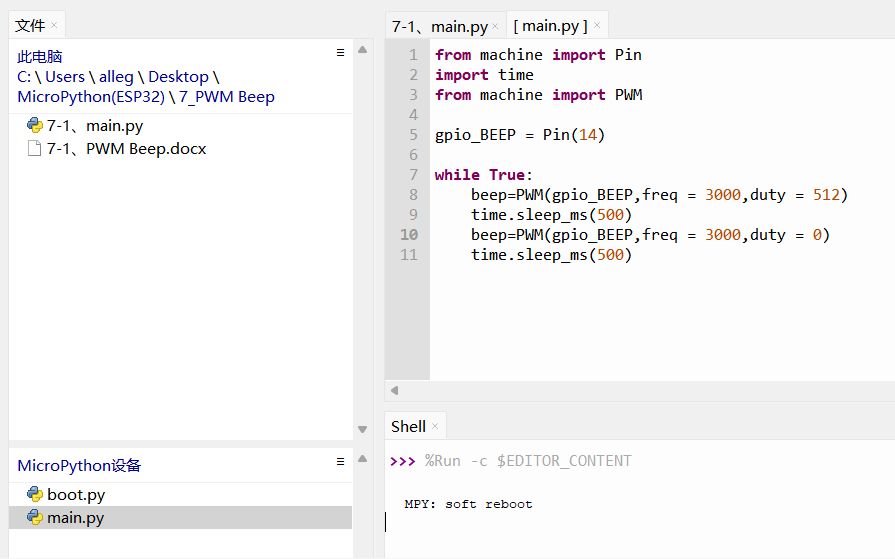 文件 ×
此电脑
C: \ Users \ alleg \ Desktop \
MicroPython(ESP32) \ 7_PWM Beep
7-1、main.py
7-1、PWM Beep.docx
MicroPython设备
boot.py
main.py
7-1、main.py × [ main.py ] ×
1 from machine import Pin
2 import time
3 from machine import PWM
4
5 gpio_BEEP = Pin(14)
6
7 while True:
8     beep=PWM(gpio_BEEP,freq = 3000,duty = 512)
9     time.sleep_ms(500)
10     beep=PWM(gpio_BEEP,freq = 3000,duty = 0)
11     time.sleep_ms(500)
Shell ×
>>> %Run -c $EDITOR_CONTENT
MPY: soft reboot